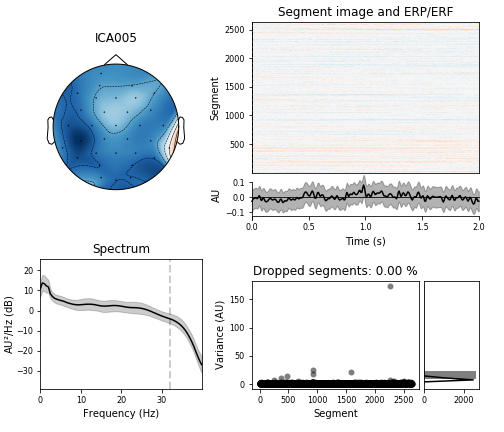 ICA005
Segment image and ERP/ERF
Segment
2500
2000
1500
1000
500
AU
0.1
0.0
−0.1
0.0 0.5 1.0 1.5 2.0
Time (s)
Spectrum
AU²/Hz (dB)
20
10
0
−10
−20
−30
0 10 20 30
Frequency (Hz)
Dropped segments: 0.00 %
Variance (AU)
150
100
50
0
0 500 1000 1500 2000 2500
Segment
0 2000